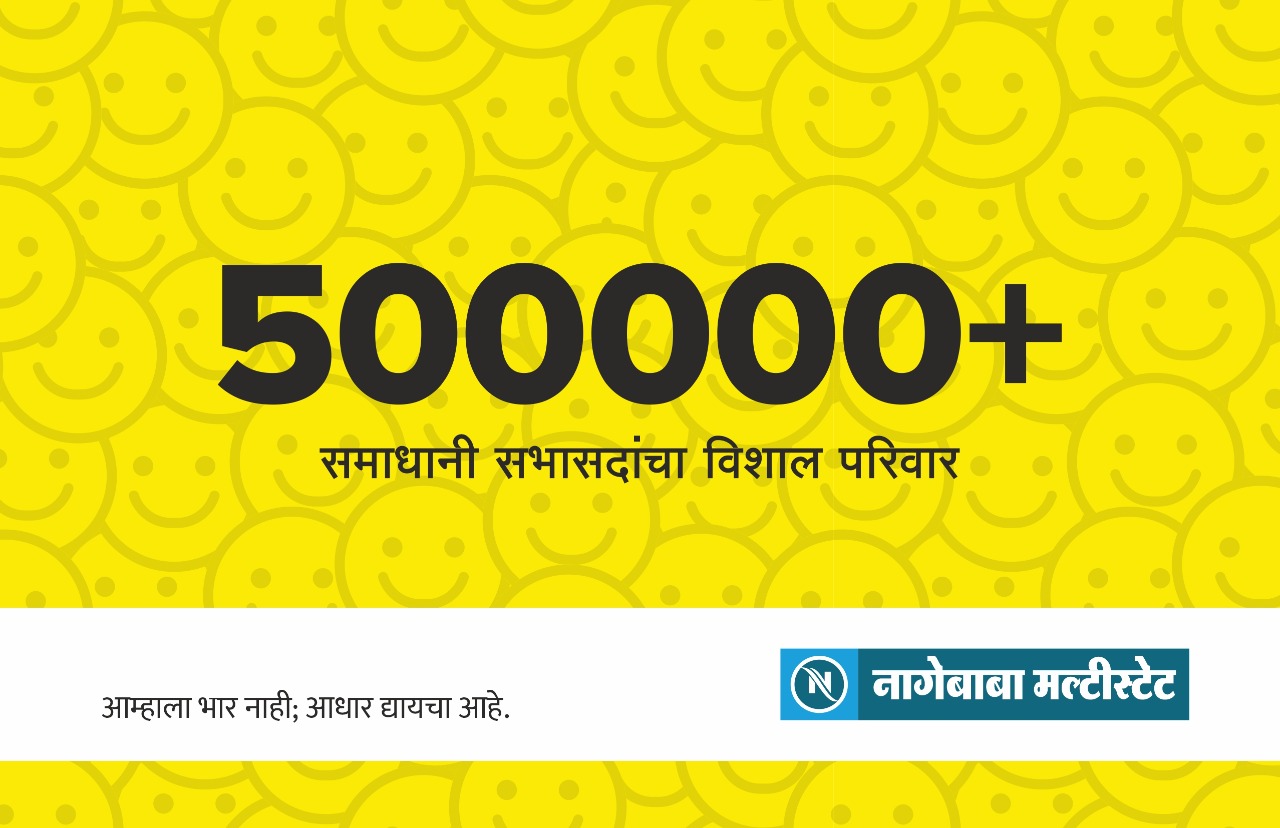 500000+
समाधानी सभासदांचा विशाल परिवार
आम्हाला भार नाही; आधार द्यायचा आहे.
N नागेबाबा मल्टीस्टेट